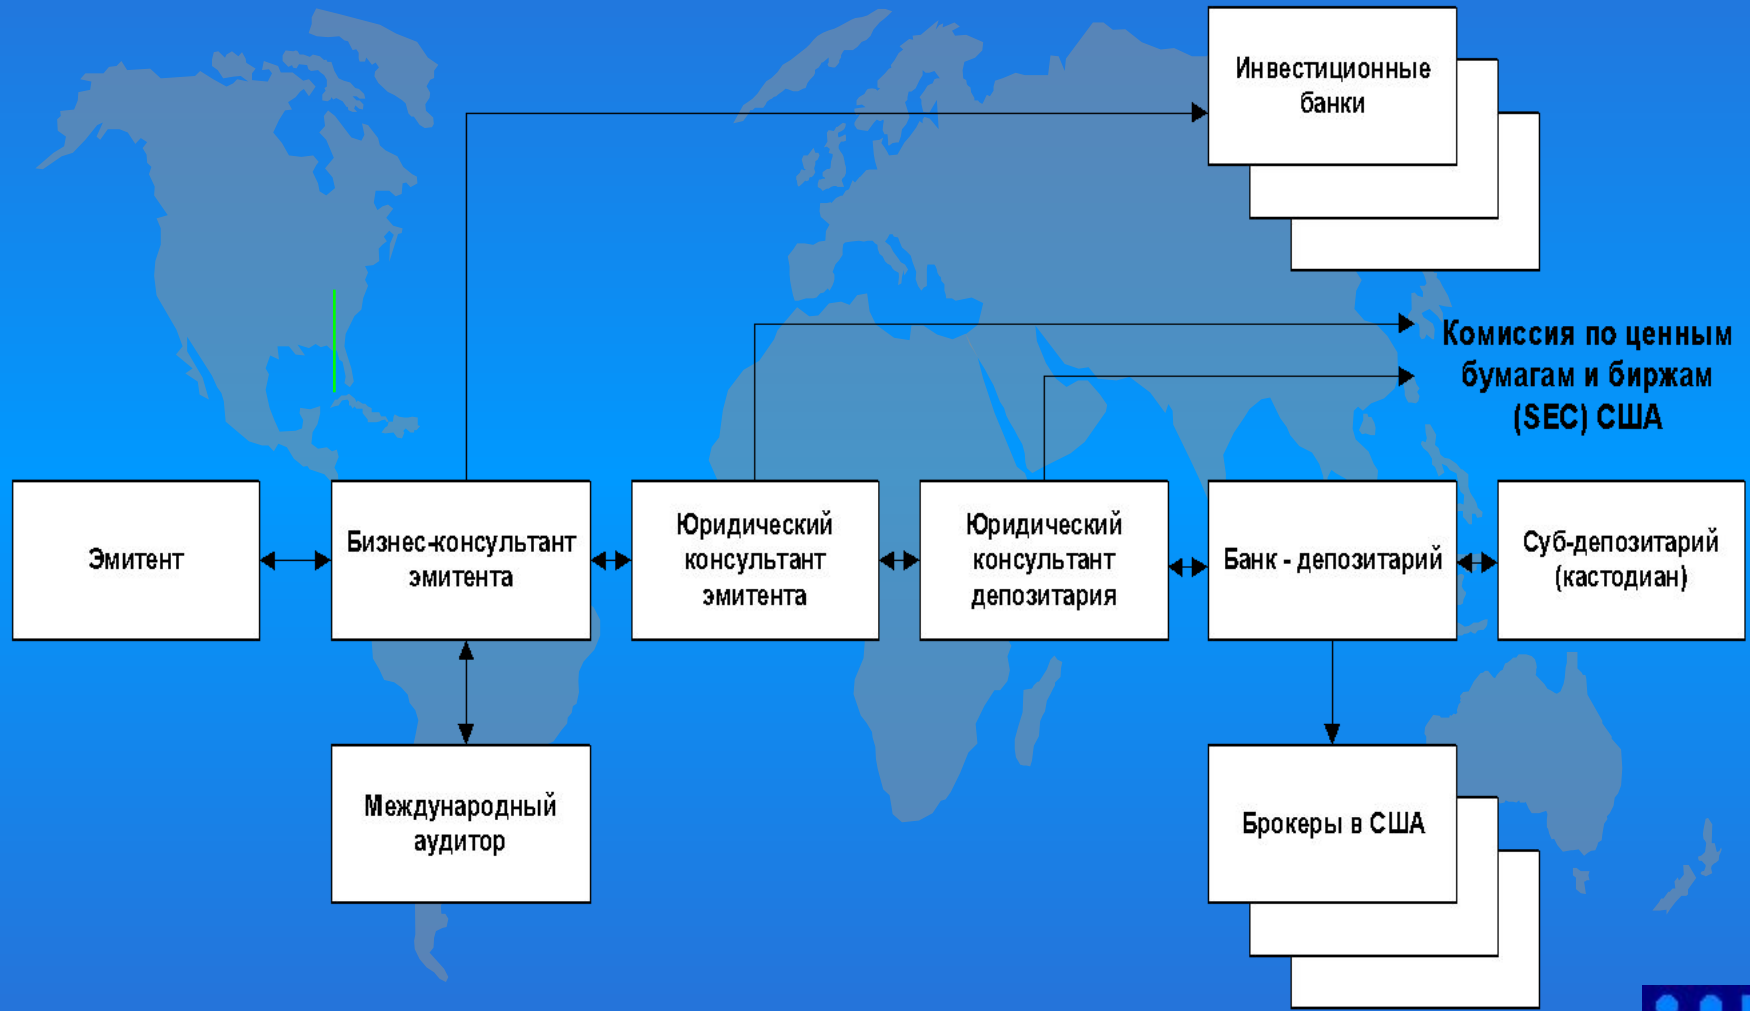 Инвестиционные
банки
Комиссия по ценным
бумагам и биржам
(SEC) США
Эмитент
Бизнес-консультант
эмитента
Юридический
консультант
эмитента
Юридический
консультант
депозитария
Банк - депозитарий
Суб-депозитарий
(кастодиан)
Международный
аудитор
Брокеры в США